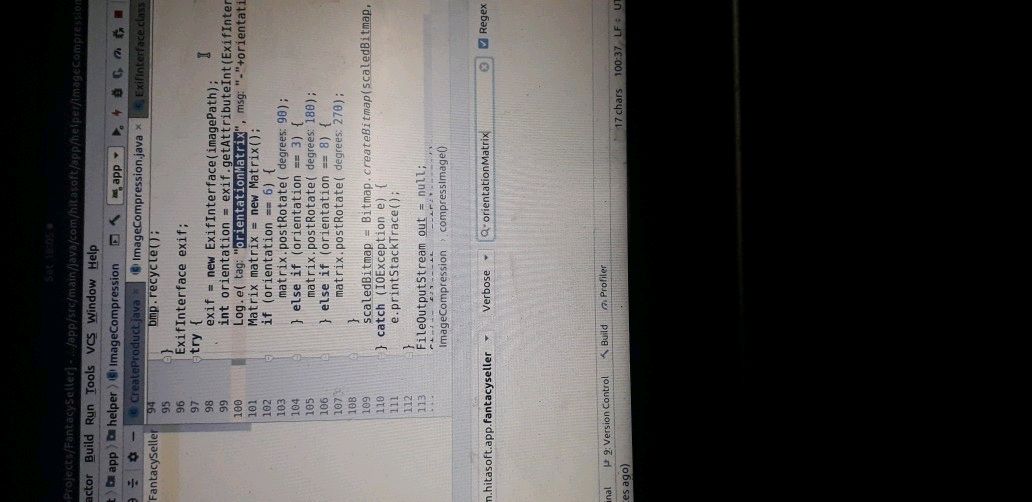 Sat 18:05
Projects/FantacySeller] - .../app/src/main/java/com/hitasoft/app/helper/ImageCompression
actor Build Run Tools VCS Window Help
app helper ImageCompression app
CreateProduct.java ImageCompression.java ExifInterface.class
FantacySeller
94 bmp.recycle();
95 }
96 ExifInterface exif;
97 try {
98 exif = new ExifInterface(imagePath);
99 int orientation = exif.getAttributeInt(ExifInter
100 Log.e( tag: "orientationMatrix", msg: "-"+orientati
101 Matrix matrix = new Matrix();
102 if (orientation == 6) {
103 matrix.postRotate( degrees: 90);
104 } else if (orientation == 3) {
105 matrix.postRotate( degrees: 180);
106 } else if (orientation == 8) {
107 matrix.postRotate( degrees: 270);
108 }
109 scaledBitmap = Bitmap.createBitmap(scaledBitmap,
110 } catch (IOException e) {
111 e.printStackTrace();
112 }
113 FileOutputStream out = null;
ImageCompression › compressImage()
n.hitasoft.app.fantacyseller Verbose orientationMatrix Regex
nal 9: Version Control Build Profiler
es ago) 17 chars 100:37 LF UT